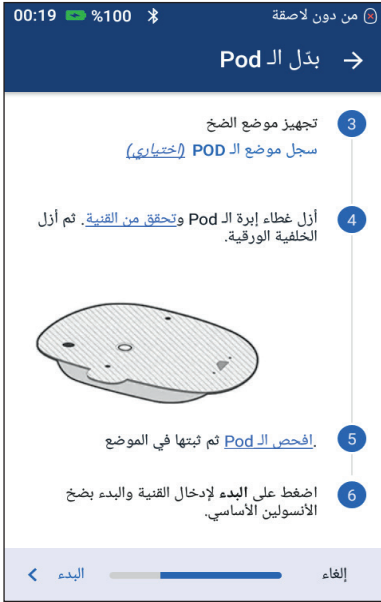 من دون لاصقة
%100
00:19
بدّل الـ Pod
3
تجهيز موضع الضخ
سجل موضع الـ POD (اختياري)
4
أزل غطاء إبرة الـ Pod وتحقق من القنية. ثم أزل
الخلفية الورقية.
5
افحص الـ Pod ثم ثبتها في الموضع.
6
اضغط على البدء لإدخال القنية والبدء بضخ
الأنسولين الأساسي.
إلغاء
البدء